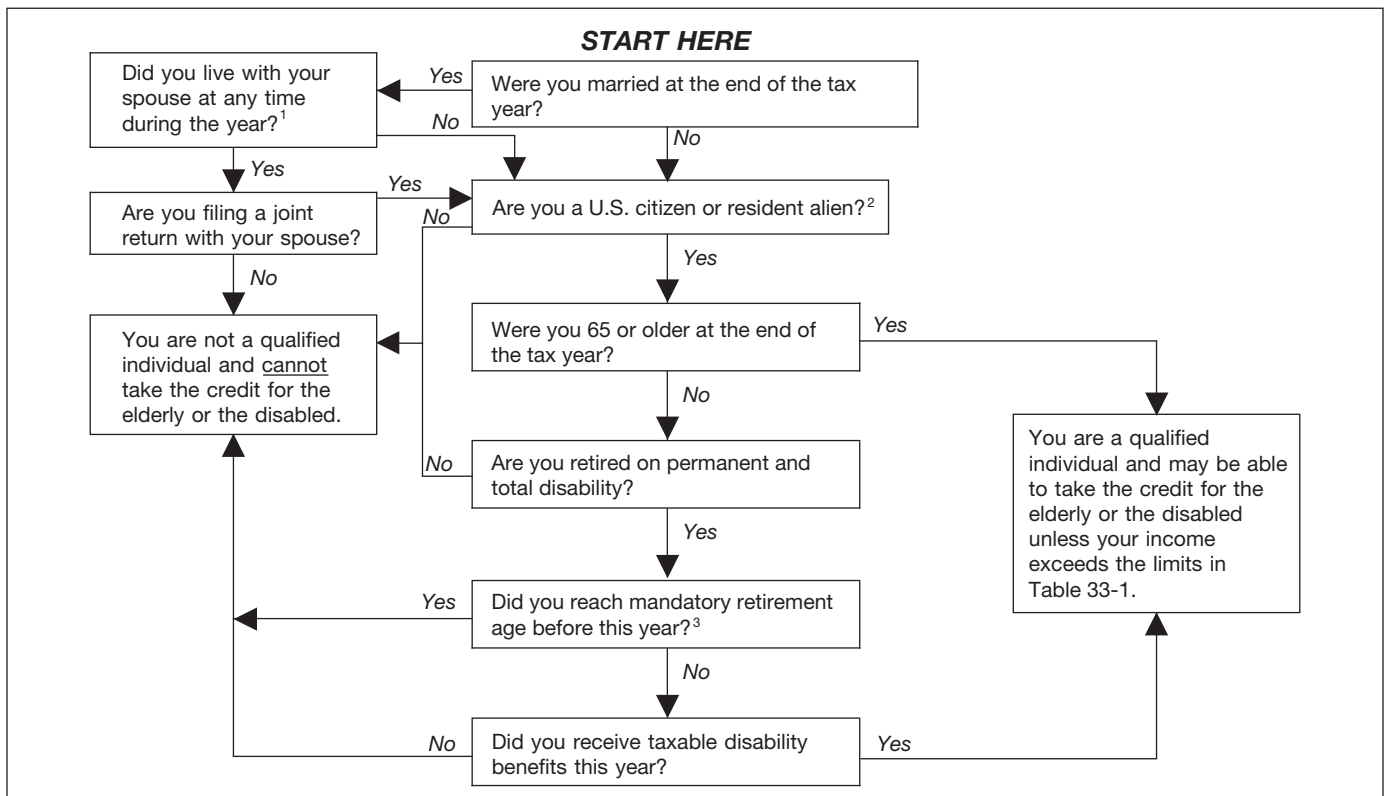 START HERE
Did you live with your
spouse at any time
during the year?1
Yes
Were you married at the end of the tax
year?
No
No
Yes
Are you filing a joint
return with your spouse?
Yes
Are you a U.S. citizen or resident alien?2
No
No
Yes
You are not a qualified
individual and cannot
take the credit for the
elderly or the disabled.
Were you 65 or older at the end of
the tax year?
Yes
No
No
Are you retired on permanent and
total disability?
You are a qualified
individual and may be able
to take the credit for the
elderly or the disabled
unless your income
exceeds the limits in
Table 33-1.
Yes
Yes
Did you reach mandatory retirement
age before this year?3
No
No
Did you receive taxable disability
benefits this year?
Yes